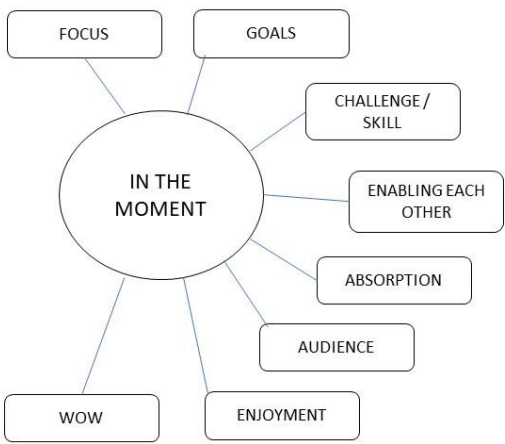 FOCUS
GOALS
CHALLENGE /
SKILL
IN THE
MOMENT
ENABLING EACH
OTHER
ABSORPTION
AUDIENCE
WOW
ENJOYMENT